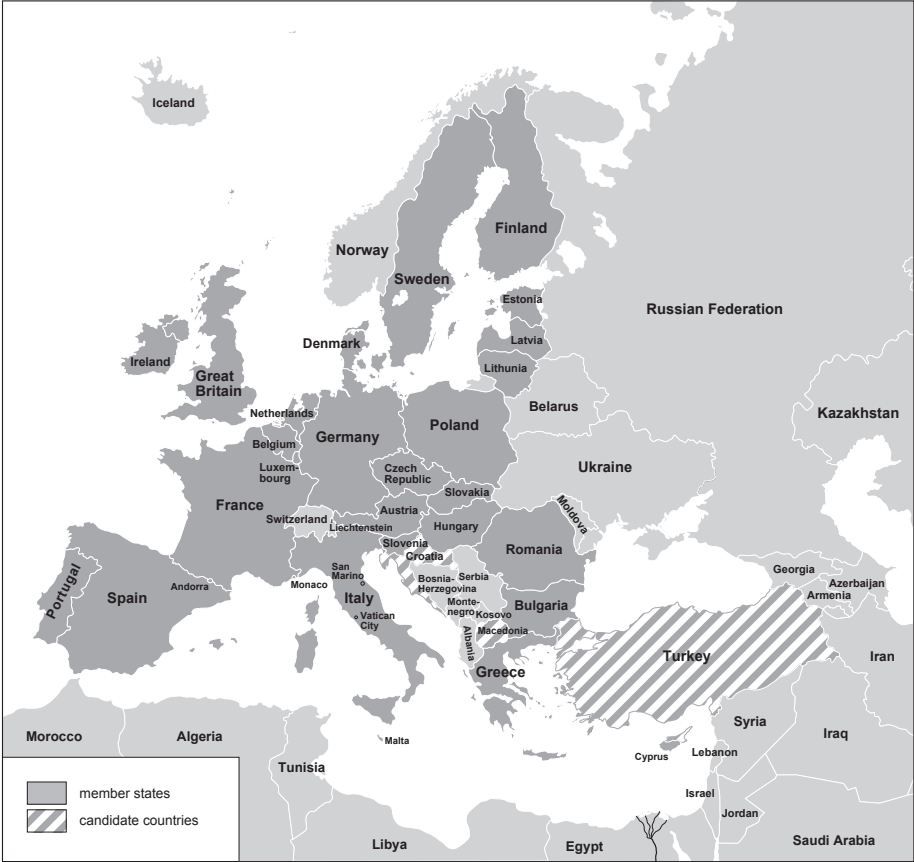 Iceland
Norway
Sweden
Finland
Russian Federation
Estonia
Latvia
Lithunia
Denmark
Ireland
Great
Britain
Netherlands
Belgium
Luxem-
bourg
Germany
Poland
Belarus
Kazakhstan
Ukraine
Czech
Republic
Slovakia
France
Switzerland
Liechtenstein
Austria
Hungary
Moldova
Romania
Slovenia
Croatia
Portugal
Spain
Andorra
Monaco
San
Marino
Italy
Vatican
City
Bosnia-
Herzegovina
Serbia
Monte-
negro
Kosovo
Bulgaria
Macedonia
Albania
Greece
Turkey
Georgia
Azerbaijan
Armenia
Iran
Morocco
Algeria
Tunisia
Malta
Cyprus
Lebanon
Syria
Iraq
Israel
Jordan
Saudi Arabia
Libya
Egypt
member states
candidate countries